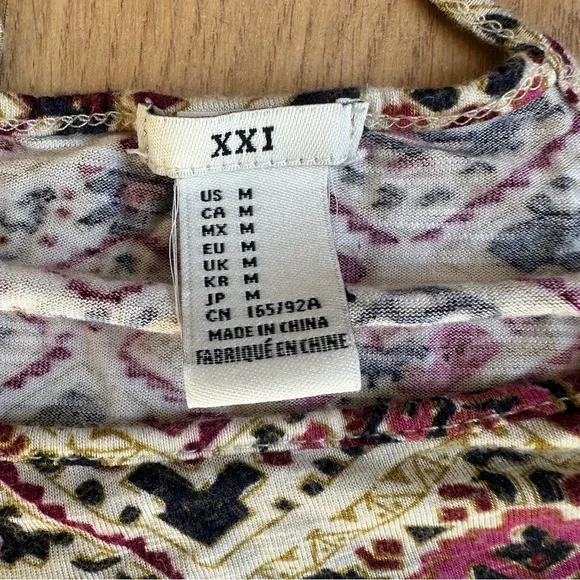 XXI
US M
CA M
MX M
EU M
UK M
KR M
JP M
CN 165/92A
MADE IN CHINA
FABRIQUÉ EN CHINE